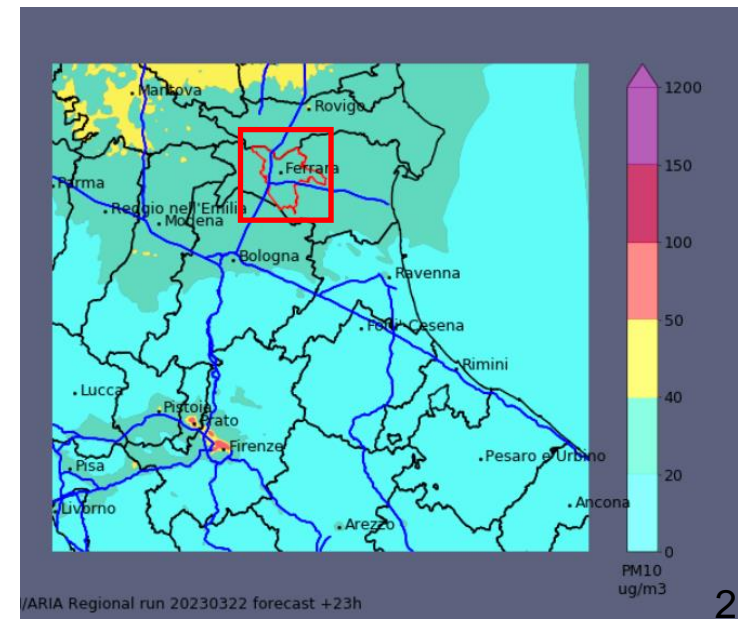 Mantova
1200
Rovigo
150
Ferrara
Parma
Reggio nell'Emilia
Modena
100
Bologna
Ravenna
50
Forlì-Cesena
Rimini
Lucca
40
Pistoia
Prato
Firenze
Pesaro e Urbino
Pisa
20
Livorno
Ancona
Arezzo
0
PM10
ug/m3
/ARIA Regional run 20230322 forecast +23h
2